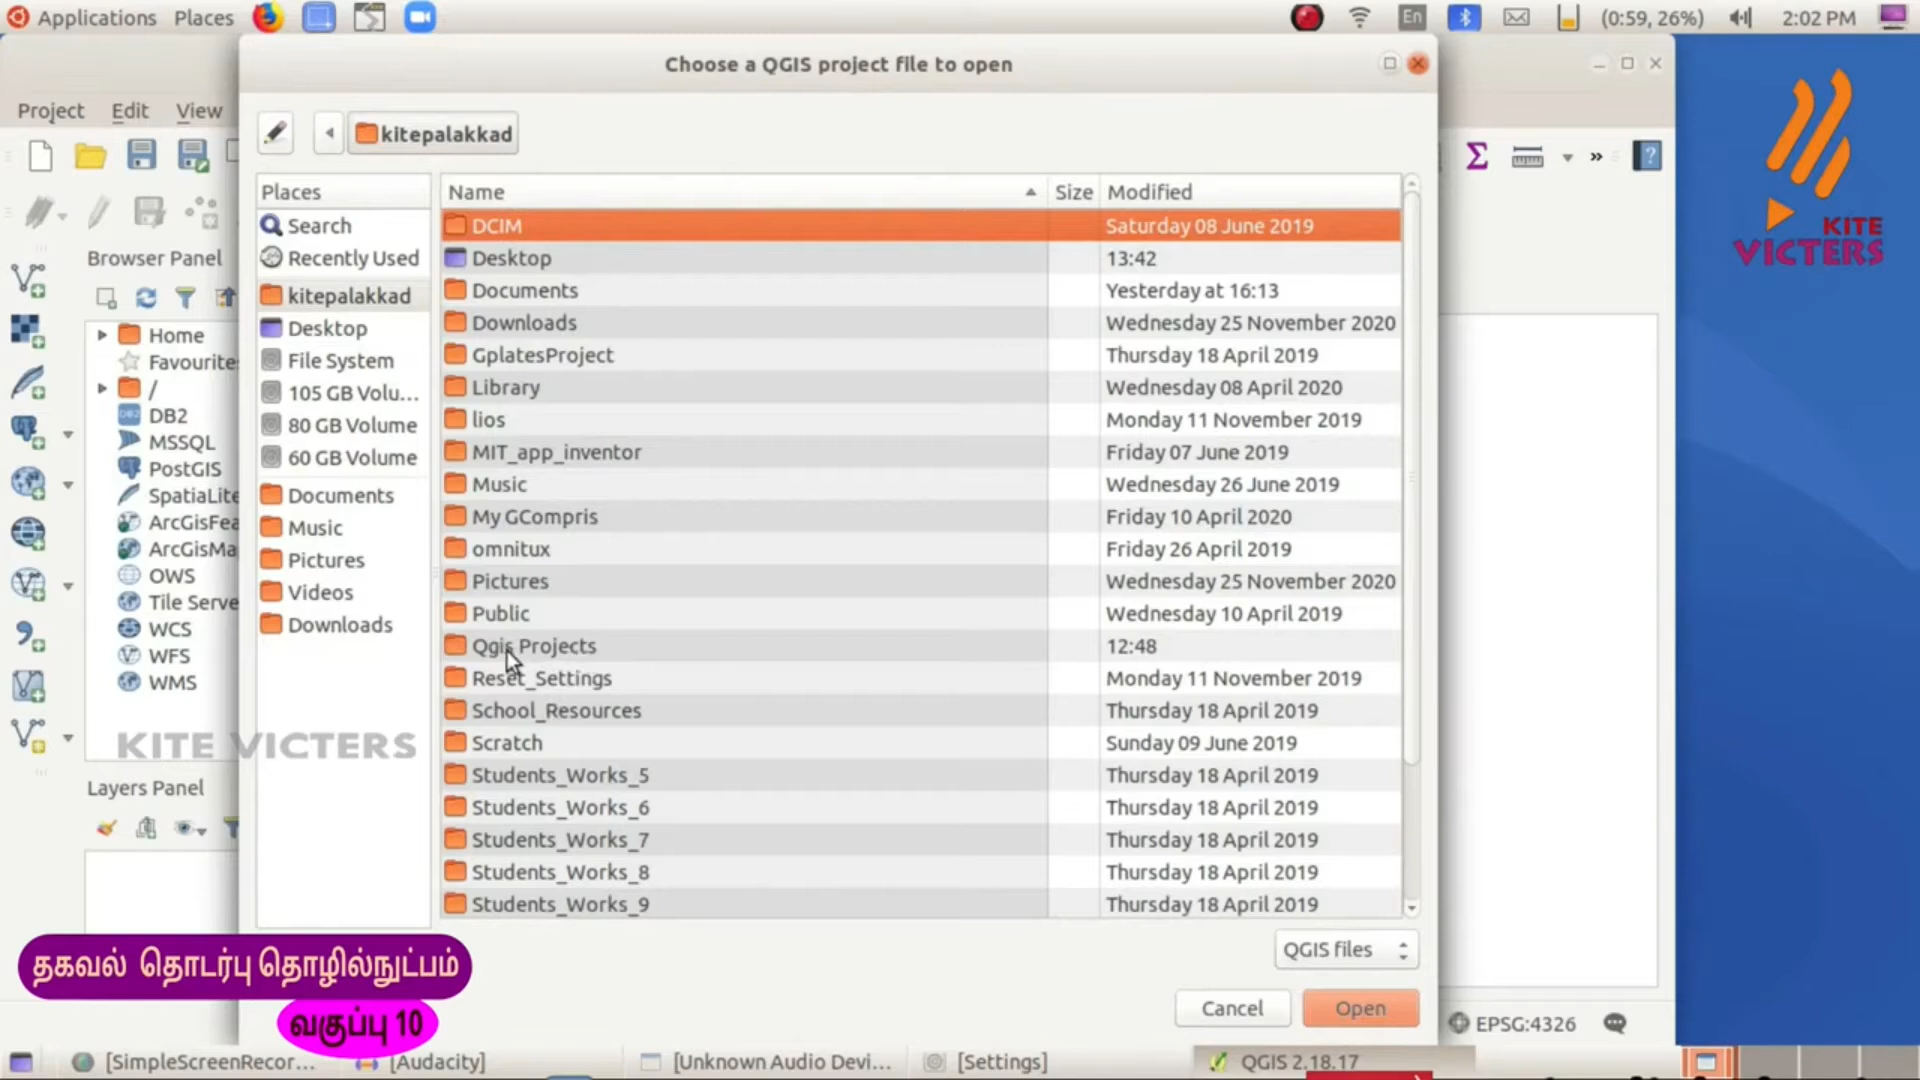 Applications Places En (0:59, 26%) 2:02 PM
Choose a QGIS project file to open
Project Edit View
kitepalakkad
KITE
VICTERS
Places
Name Size Modified
Search
Recently Used
kitepalakkad
Desktop
File System
105 GB Volu...
80 GB Volume
60 GB Volume
Documents
Music
Pictures
Videos
Downloads
DCIM Saturday 08 June 2019
Desktop 13:42
Documents Yesterday at 16:13
Downloads Wednesday 25 November 2020
GplatesProject Thursday 18 April 2019
Library Wednesday 08 April 2020
lios Monday 11 November 2019
MIT_app_inventor Friday 07 June 2019
Music Wednesday 26 June 2019
My GCompris Friday 10 April 2020
omnitux Friday 26 April 2019
Pictures Wednesday 25 November 2020
Public Wednesday 10 April 2019
Qgis Projects 12:48
Reset_Settings Monday 11 November 2019
School_Resources Thursday 18 April 2019
Scratch Sunday 09 June 2019
Students_Works_5 Thursday 18 April 2019
Students_Works_6 Thursday 18 April 2019
Students_Works_7 Thursday 18 April 2019
Students_Works_8 Thursday 18 April 2019
Students_Works_9 Thursday 18 April 2019
Browser Panel
Home
Favourite
/
DB2
MSSQL
PostGIS
SpatiaLite
ArcGisFea
ArcGisMa
OWS
Tile Serve
WCS
WFS
WMS
KITE VICTERS
Layers Panel
QGIS files
Cancel Open
EPSG:4326
தகவல் தொடர்பு தொழில்நுட்பம்
வகுப்பு 10
[SimpleScreenRecor... [Audacity] [Unknown Audio Devi... [Settings] QGIS 2.18.17